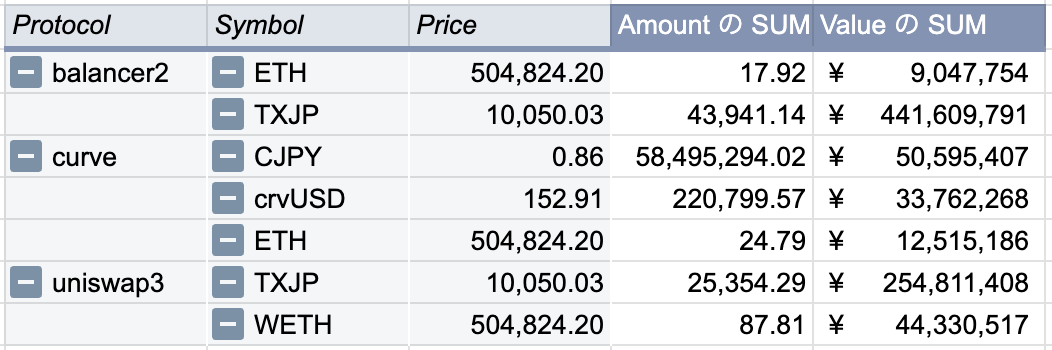 Protocol Symbol Price Amount の SUM Value の SUM
balancer2 ETH 504,824.20 17.92 ¥ 9,047,754
TXJP 10,050.03 43,941.14 ¥ 441,609,791
curve CJPY 0.86 58,495,294.02 ¥ 50,595,407
crvUSD 152.91 220,799.57 ¥ 33,762,268
ETH 504,824.20 24.79 ¥ 12,515,186
uniswap3 TXJP 10,050.03 25,354.29 ¥ 254,811,408
WETH 504,824.20 87.81 ¥ 44,330,517